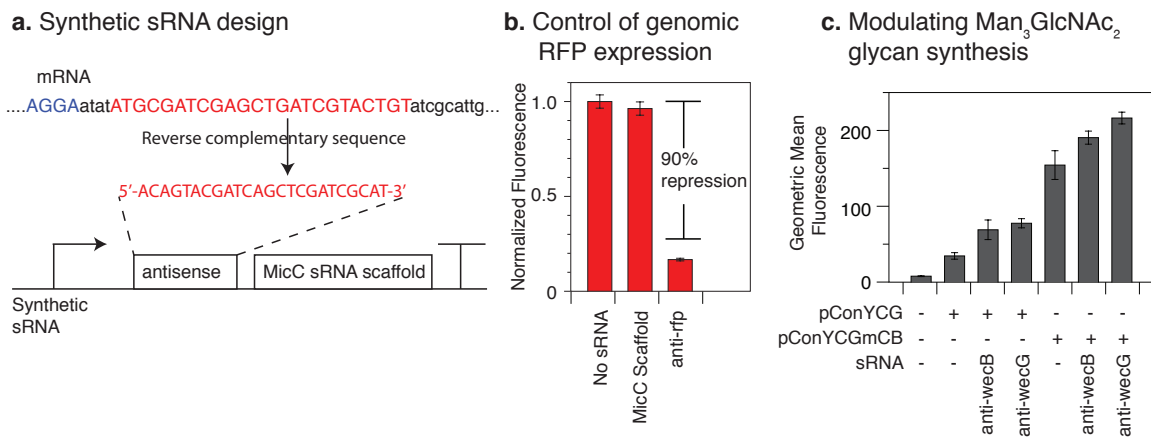 a. Synthetic sRNA design
mRNA
....AGGAatatATGCGATCGAGCTGATCGTACTGTatcgcattg...
Reverse complementary sequence
5'-ACAGTACGATCAGCTCGATCGCAT-3'
antisense
MicC sRNA scaffold
Synthetic
sRNA
b. Control of genomic
RFP expression
Normalized Fluorescence
1.0
0.5
0
90%
repression
No sRNA
MicC Scaffold
anti-rfp
c. Modulating Man3GlcNAc2
glycan synthesis
Geometric Mean
Fluorescence
200
100
0
pConYCG - + + + - - -
pConYCGmCB - - - - + + +
sRNA - - anti-wecB anti-wecG - anti-wecB anti-wecG